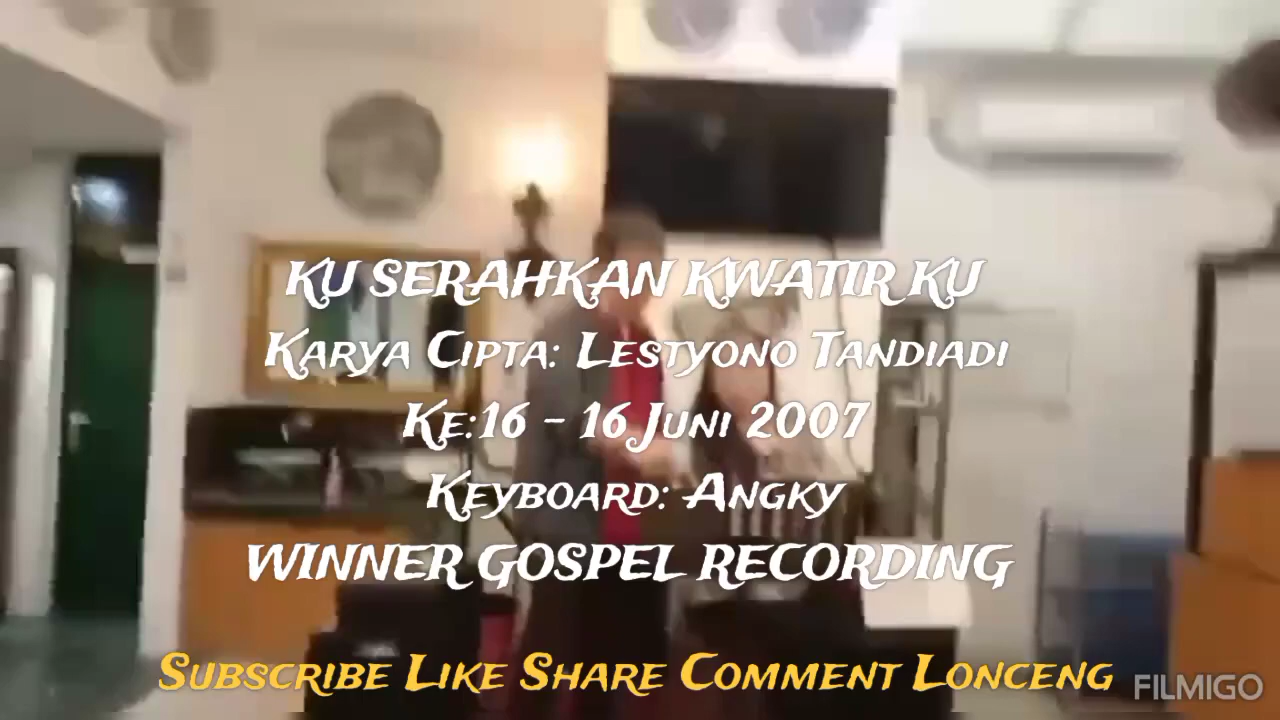 KU SERAHKAN KWATIR KU
Karya Cipta: Lestyono Tandiadi
Ke:16 - 16 Juni 2007
Keyboard: Angky
WINNER GOSPEL RECORDING
Subscribe Like Share Comment Lonceng
FILMIGO